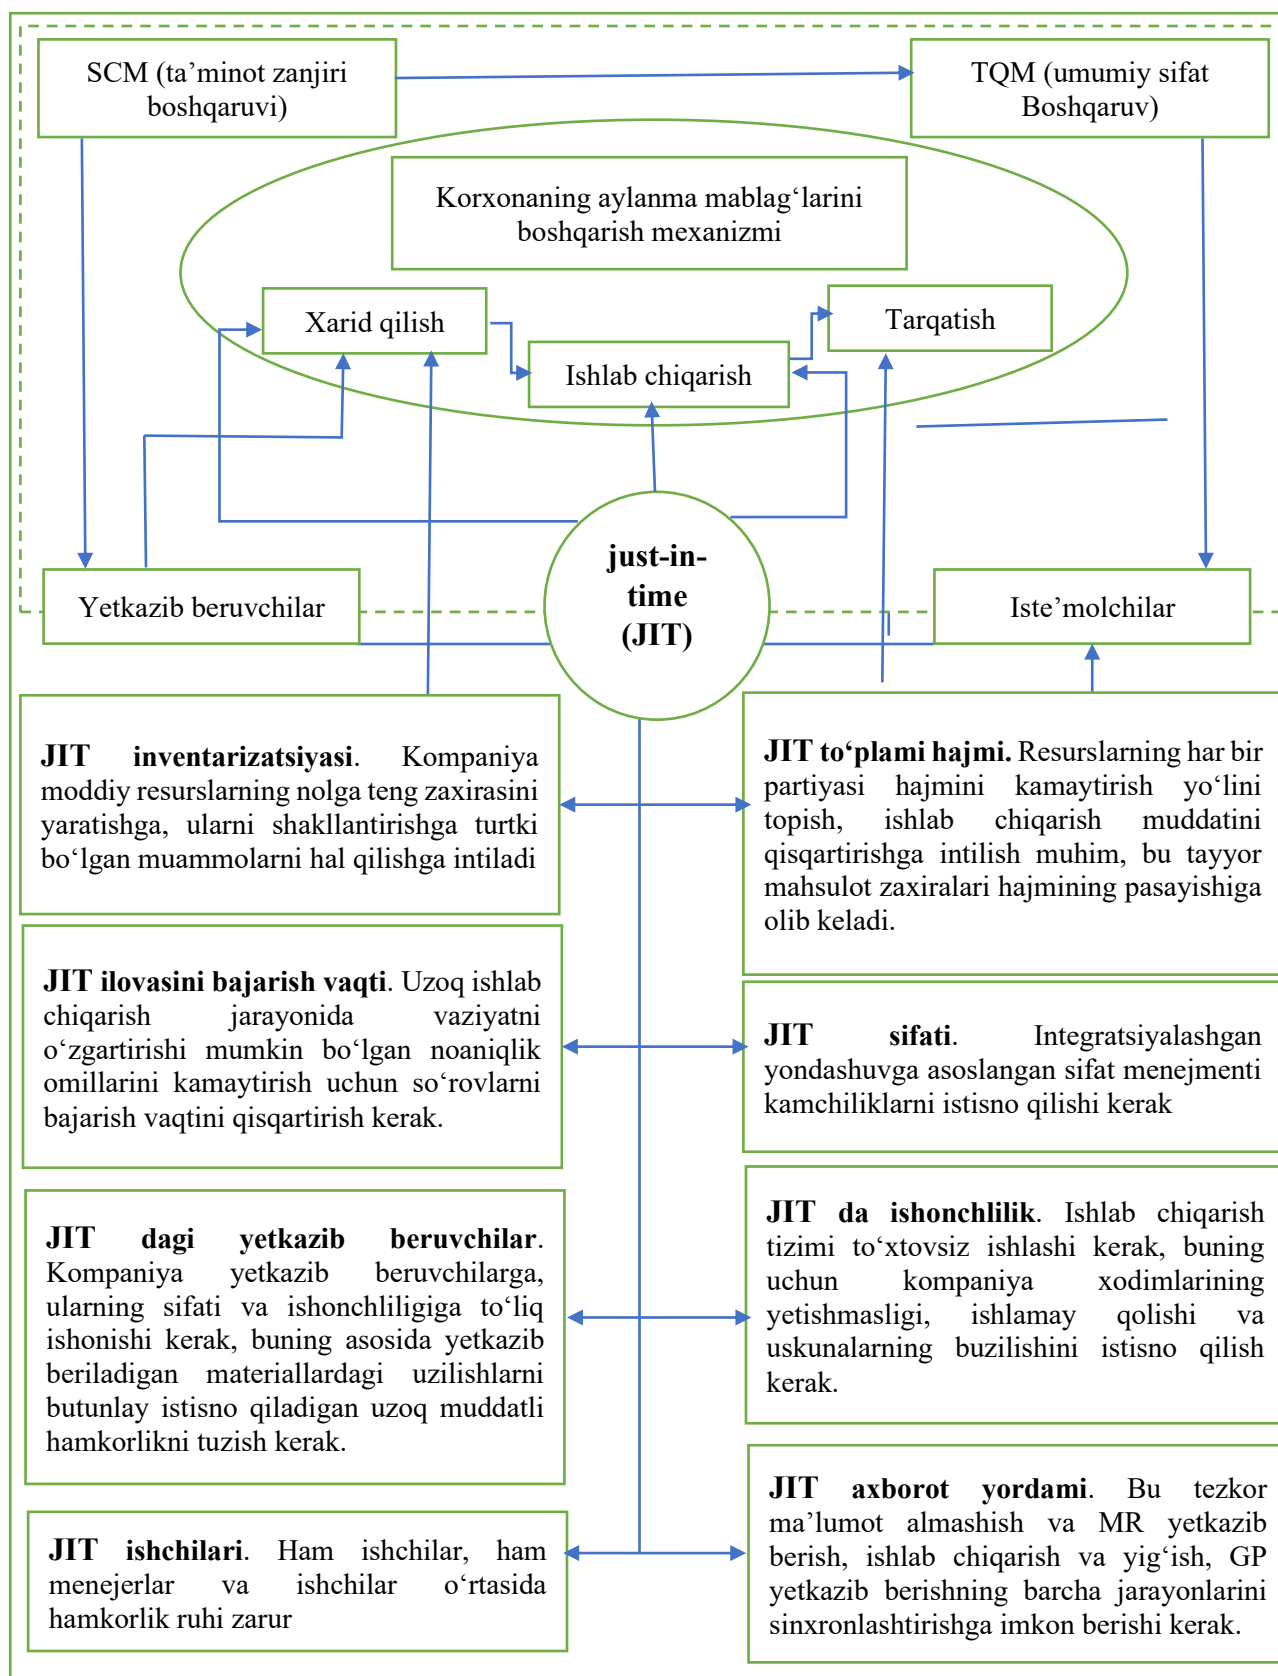 SCM (ta’minot zanjiri
boshqaruvi)
TQM (umumiy sifat
Boshqaruv)
Korxonaning aylanma mablag‘larini
boshqarish mexanizmi
Xarid qilish
Ishlab chiqarish
Tarqatish
just-in-
time
(JIT)
Yetkazib beruvchilar
Iste’molchilar
JIT inventarizatsiyasi. Kompaniya
moddiy resurslarning nolga teng zaxirasini
yaratishga, ularni shakllantirishga turtki
bo‘lgan muammolarni hal qilishga intiladi
JIT to‘plami hajmi. Resurslarning har bir
partiyasi hajmini kamaytirish yo‘lini
topish, ishlab chiqarish muddatini
qisqartirishga intilish muhim, bu tayyor
mahsulot zaxiralari hajmining pasayishiga
olib keladi.
JIT ilovasini bajarish vaqti. Uzoq ishlab
chiqarish jarayonida vaziyatni
o‘zgartirishi mumkin bo‘lgan noaniqlik
omillarini kamaytirish uchun so‘rovlarni
bajarish vaqtini qisqartirish kerak.
JIT sifati. Integratsiyalashgan
yondashuvga asoslangan sifat menejmenti
kamchiliklarni istisno qilishi kerak
JIT dagi yetkazib beruvchilar.
Kompaniya yetkazib beruvchilarga,
ularning sifati va ishonchliligiga to‘liq
ishonishi kerak, buning asosida yetkazib
beriladigan materiallardagi uzilishlarni
butunlay istisno qiladigan uzoq muddatli
hamkorlikni tuzish kerak.
JIT da ishonchlilik. Ishlab chiqarish
tizimi to‘xtovsiz ishlashi kerak, buning
uchun kompaniya xodimlarining
yetishmasligi, ishlamay qolishi va
uskunalarning buzilishini istisno qilish
kerak.
JIT ishchilari. Ham ishchilar, ham
menejerlar va ishchilar o‘rtasida
hamkorlik ruhi zarur
JIT axborot yordami. Bu tezkor
ma’lumot almashish va MR yetkazib
berish, ishlab chiqarish va yig‘ish, GP
yetkazib berishning barcha jarayonlarini
sinxronlashtirishga imkon berishi kerak.